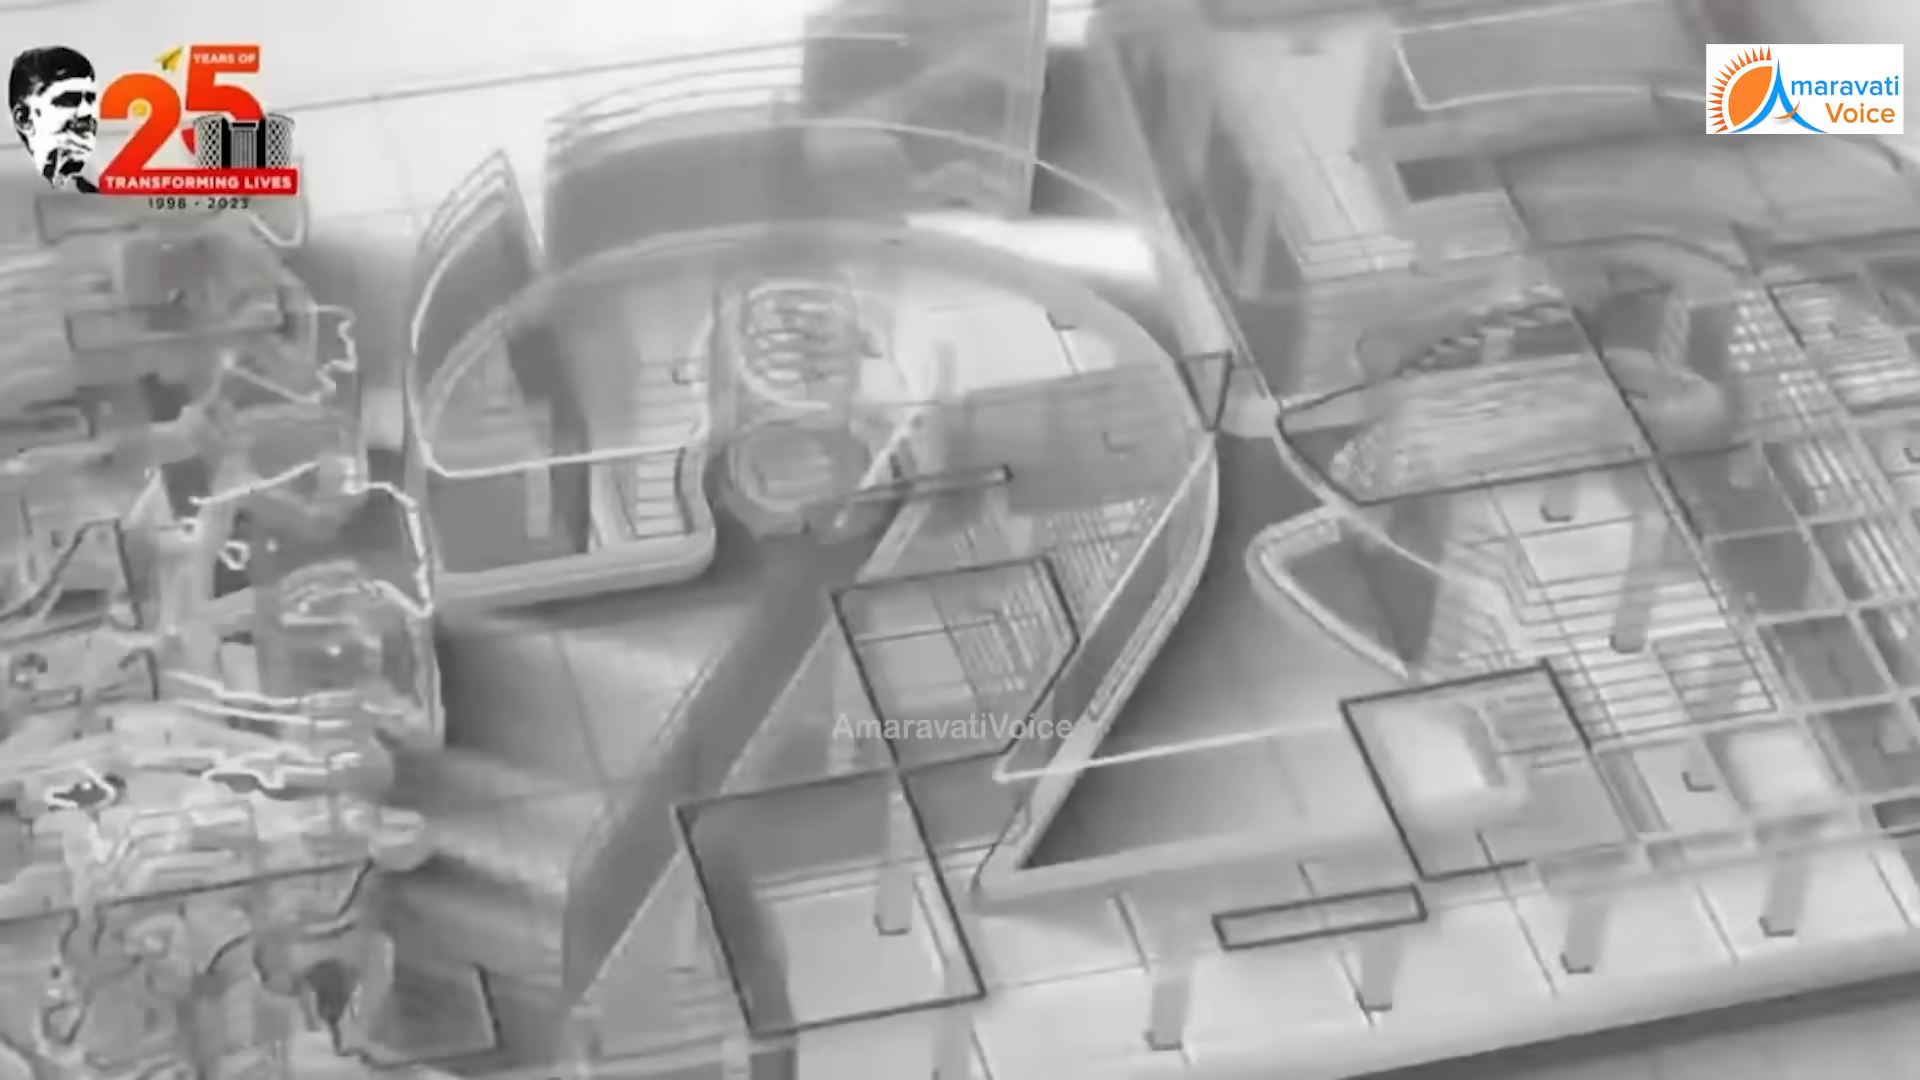 YEARS OF
25
TRANSFORMING LIVES
1998 - 2023
Amaravati
Voice
AmaravatiVoice